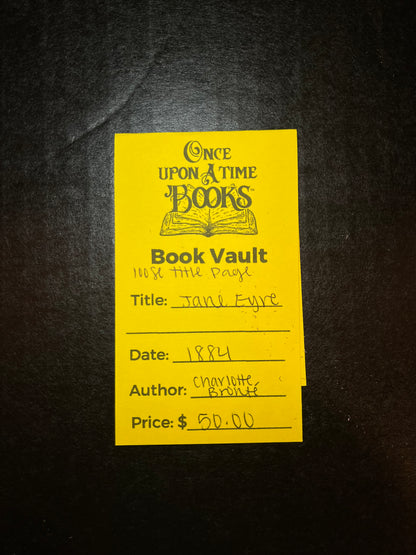 ONCE
UPON A TIME
BOOKS™
Book Vault
loose title page
Title: Jane Eyre
Date: 1884
Author: Charlotte
Brontë
Price: $ 50.00